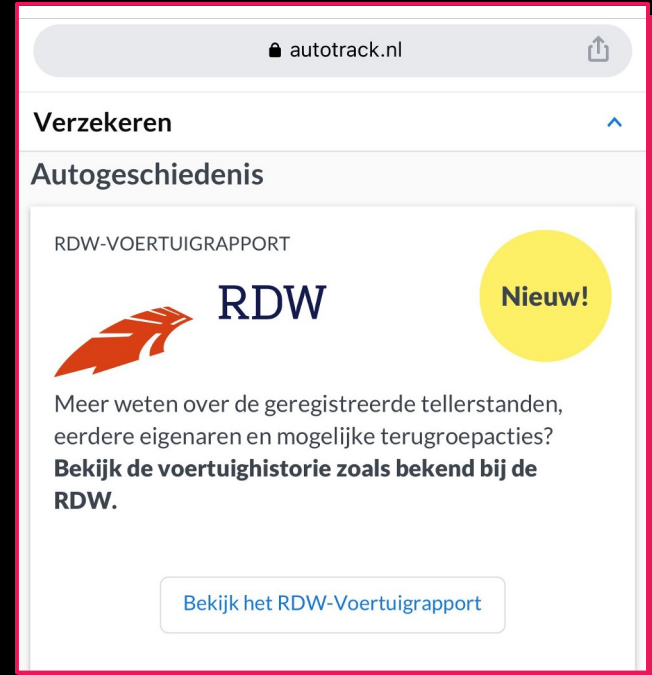 autotrack.nl
Verzekeren
Autogeschiedenis
RDW-VOERTUIGRAPPORT
RDW
Nieuw!
Meer weten over de geregistreerde tellerstanden,
eerdere eigenaren en mogelijke terugroepacties?
Bekijk de voertuighistorie zoals bekend bij de
RDW.
Bekijk het RDW-Voertuigrapport